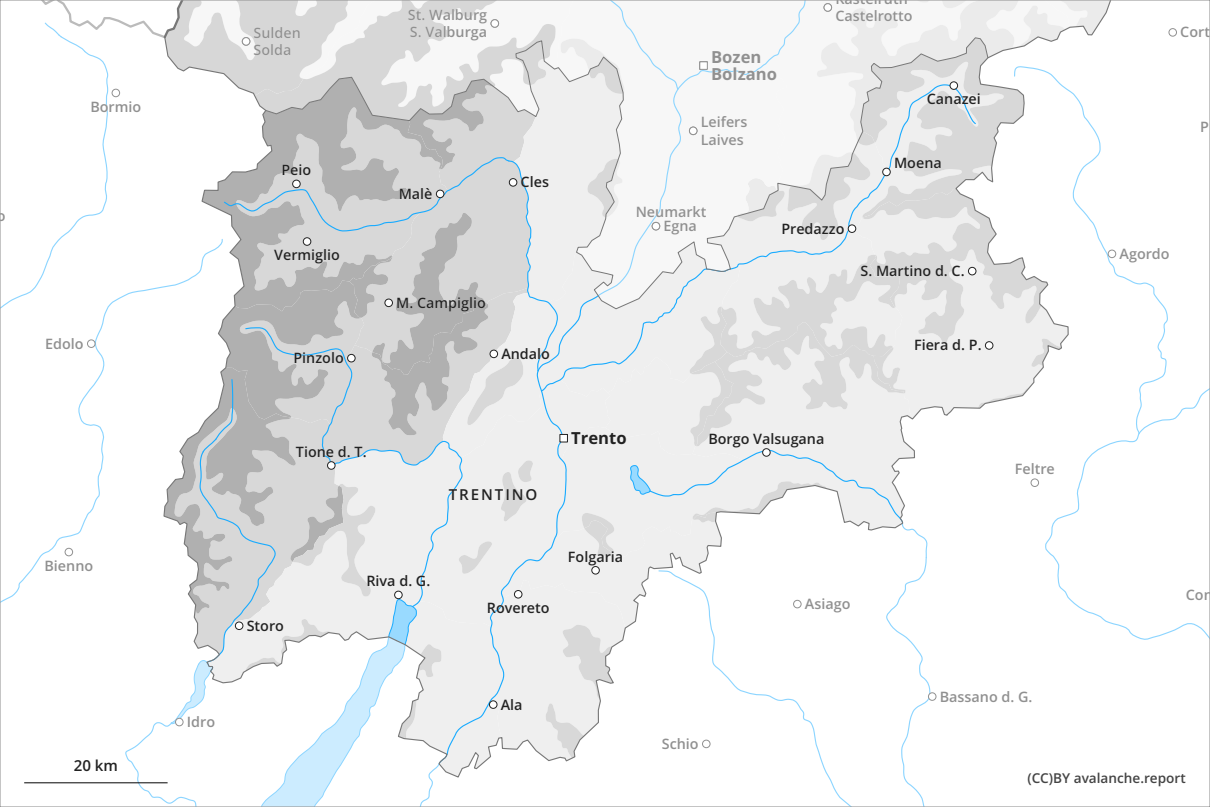 Kastelruth
Castelrotto
St. Walburg
S. Valburga
Sulden
Solda
Cort
Bozen
Bolzano
Bormio
Canazei
Leifers
Laives
P
Moena
Peio
Malè
Cles
Neumarkt
Egna
Predazzo
Vermiglio
Agordo
S. Martino d. C.
M. Campiglio
Edolo
Pinzolo
Andalo
Fiera d. P.
Trento
Borgo Valsugana
Tione d. T.
Feltre
TRENTINO
Bienno
Folgaria
Riva d. G.
Cor
Rovereto
Asiago
Storo
Bassano d. G.
Ala
Idro
Schio
20 km
(CC)BY avalanche.report